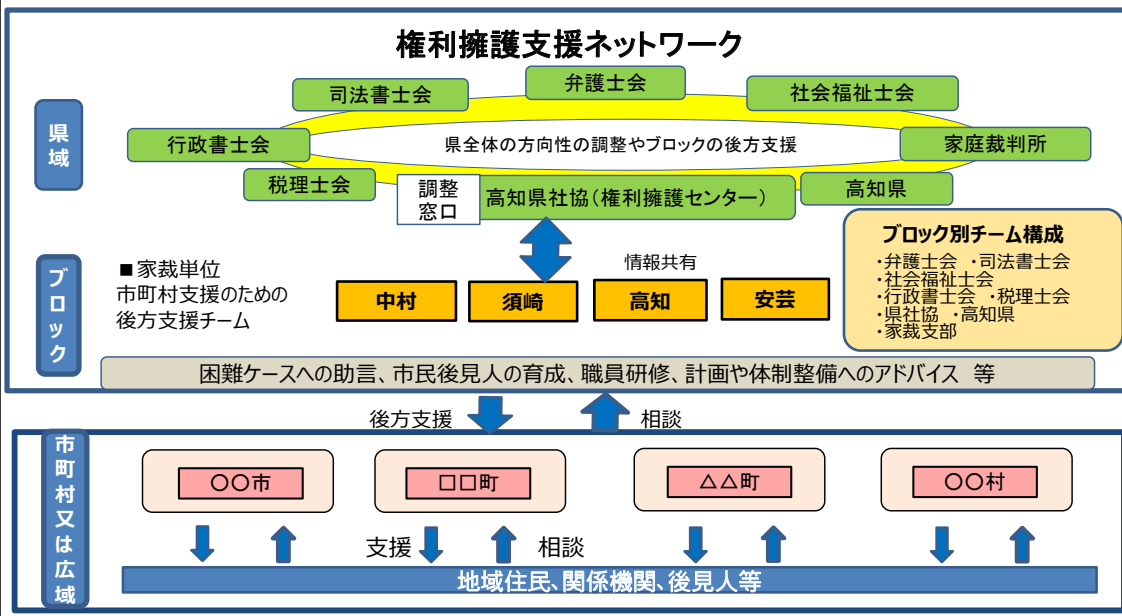 権利擁護支援ネットワーク
県域
司法書士会
弁護士会
社会福祉士会
行政書士会
県全体の方向性の調整やブロックの後方支援
家庭裁判所
税理士会
調整
窓口
高知県社協(権利擁護センター)
高知県
ブロック
■家裁単位
市町村支援のための
後方支援チーム
情報共有
中村
須崎
高知
安芸
ブロック別チーム構成
・弁護士会 ・司法書士会
・社会福祉士会
・行政書士会 ・税理士会
・県社協 ・高知県
・家裁支部
困難ケースへの助言、市民後見人の育成、職員研修、計画や体制整備へのアドバイス 等
後方支援
相談
市町村又は広域
〇〇市
□□町
△△町
〇〇村
支援
相談
地域住民、関係機関、後見人等